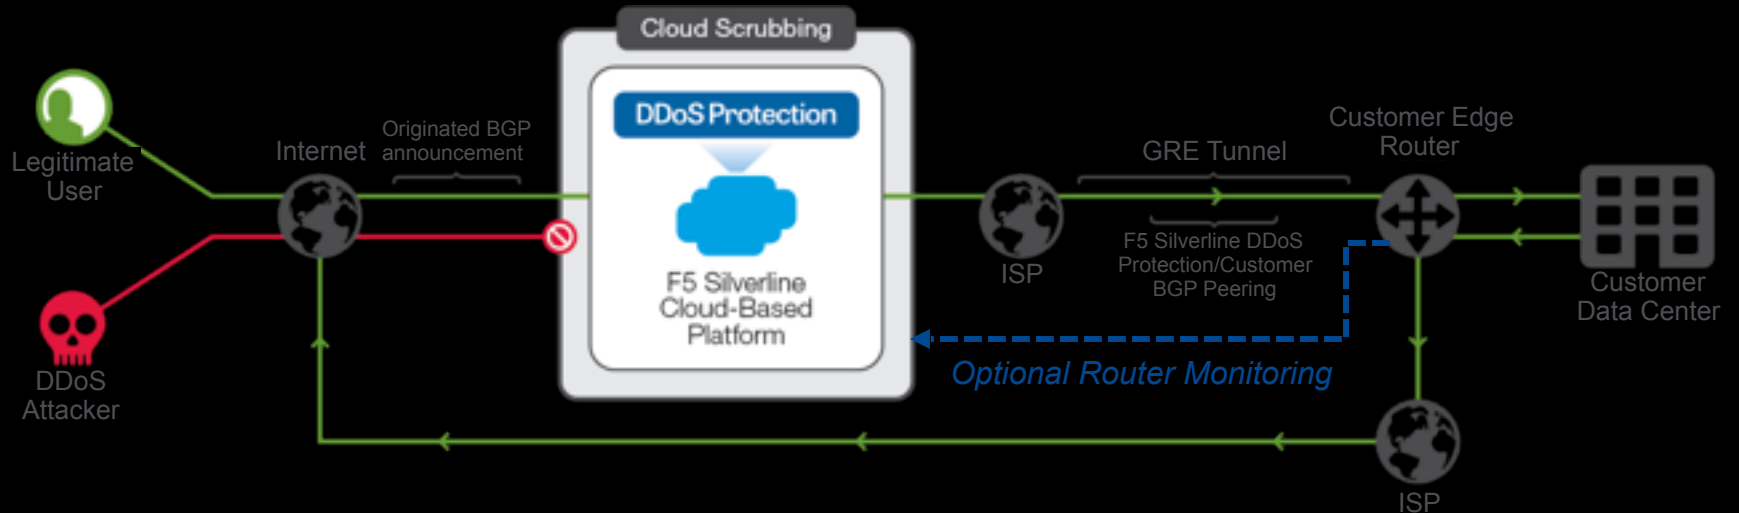 Cloud Scrubbing
DDoS Protection
F5 Silverline
Cloud-Based
Platform
Legitimate
User
DDoS
Attacker
Internet
Originated BGP
announcement
ISP
GRE Tunnel
F5 Silverline DDoS
Protection/Customer
BGP Peering
Customer Edge
Router
Customer
Data Center
Optional Router Monitoring
ISP